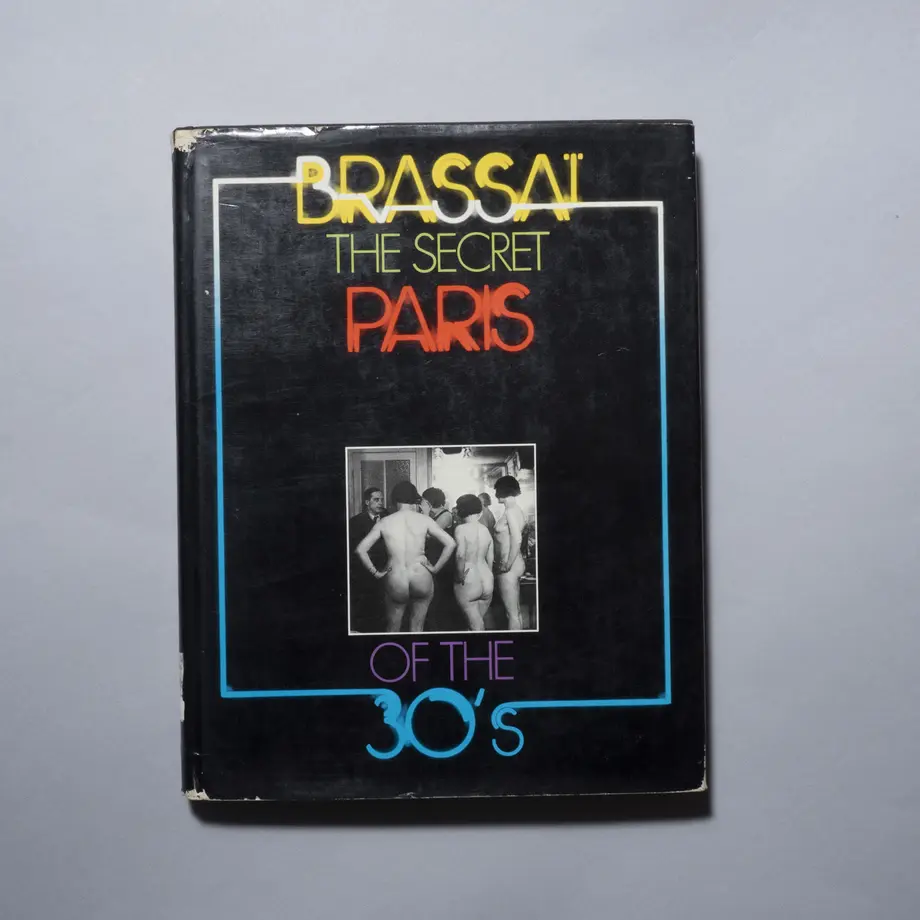 BRASSAÏ
THE SECRET
PARIS
OF THE
30'S